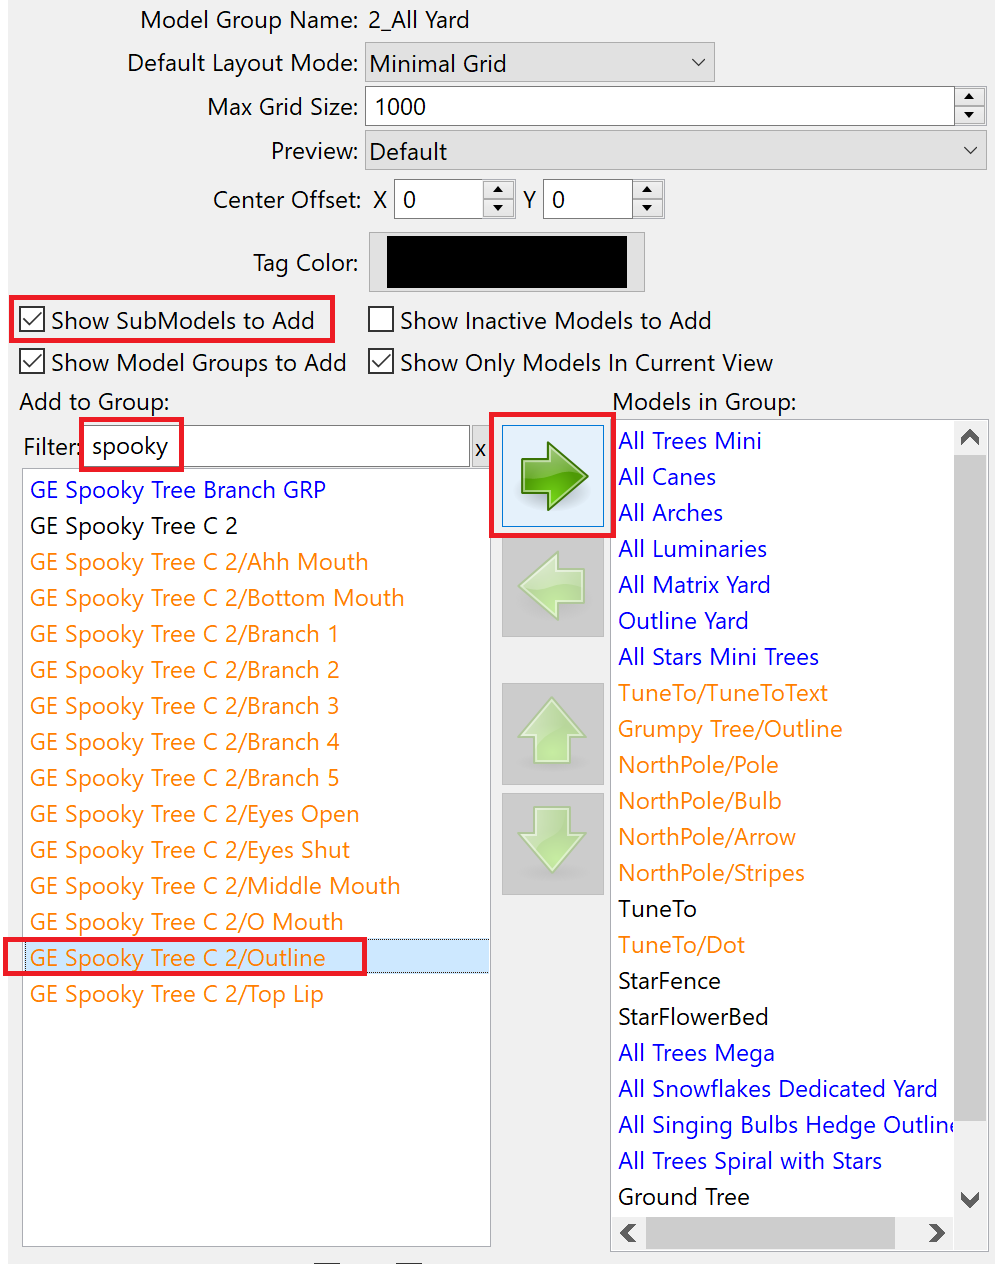 Model Group Name: 2_All Yard
Default Layout Mode: Minimal Grid
Max Grid Size: 1000
Preview: Default
Center Offset: X 0 Y 0
Tag Color:
Show SubModels to Add Show Inactive Models to Add
Show Model Groups to Add Show Only Models In Current View
Add to Group:
Filter: spooky x
GE Spooky Tree Branch GRP
GE Spooky Tree C 2
GE Spooky Tree C 2/Ahh Mouth
GE Spooky Tree C 2/Bottom Mouth
GE Spooky Tree C 2/Branch 1
GE Spooky Tree C 2/Branch 2
GE Spooky Tree C 2/Branch 3
GE Spooky Tree C 2/Branch 4
GE Spooky Tree C 2/Branch 5
GE Spooky Tree C 2/Eyes Open
GE Spooky Tree C 2/Eyes Shut
GE Spooky Tree C 2/Middle Mouth
GE Spooky Tree C 2/O Mouth
GE Spooky Tree C 2/Outline
GE Spooky Tree C 2/Top Lip
Models in Group:
All Trees Mini
All Canes
All Arches
All Luminaries
All Matrix Yard
Outline Yard
All Stars Mini Trees
TuneTo/TuneToText
Grumpy Tree/Outline
NorthPole/Pole
NorthPole/Bulb
NorthPole/Arrow
NorthPole/Stripes
TuneTo
TuneTo/Dot
StarFence
StarFlowerBed
All Trees Mega
All Snowflakes Dedicated Yard
All Singing Bulbs Hedge Outline
All Trees Spiral with Stars
Ground Tree